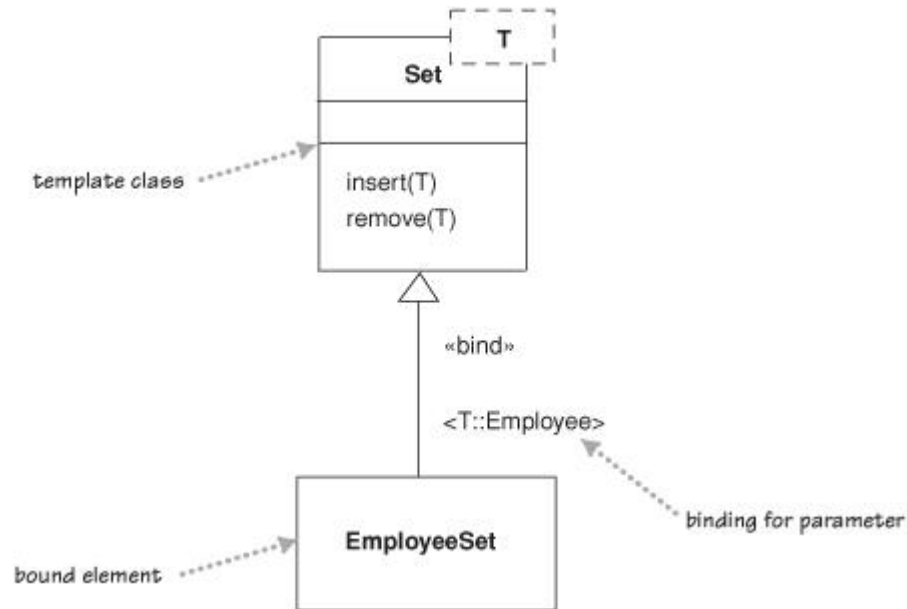 T
Set
template class
insert(T)
remove(T)
«bind»
<T::Employee>
binding for parameter
EmployeeSet
bound element